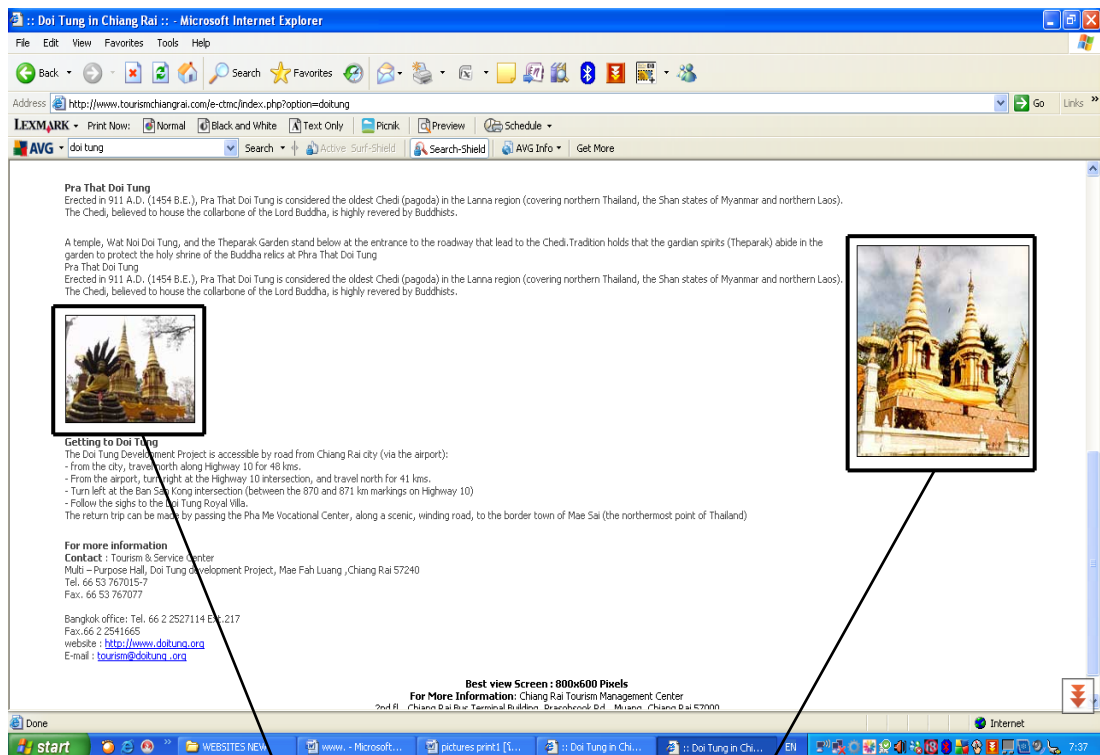 :: Doi Tung in Chiang Rai :: - Microsoft Internet Explorer
File Edit View Favorites Tools Help
Back Search Favorites
Address http://www.tourismchiangrai.com/e-ctmc/index.php?option=doitung Go Links »
LEXMARK Print Now: Normal Black and White Text Only Picnik Preview Schedule
AVG doi tung Search Active Surf-Shield Search-Shield AVG Info Get More
Pra That Doi Tung
Erected in 911 A.D. (1454 B.E.), Pra That Doi Tung is considered the oldest Chedi (pagoda) in the Lanna region (covering northern Thailand, the Shan states of Myanmar and northern Laos).
The Chedi, believed to house the collarbone of the Lord Buddha, is highly revered by Buddhists.
A temple, Wat Noi Doi Tung, and the Theparak Garden stand below at the entrance to the roadway that lead to the Chedi.Tradition holds that the gardian spirits (Theparak) abide in the
garden to protect the holy shrine of the Buddha relics at Phra That Doi Tung
Pra That Doi Tung
Erected in 911 A.D. (1454 B.E.), Pra That Doi Tung is considered the oldest Chedi (pagoda) in the Lanna region (covering northern Thailand, the Shan states of Myanmar and northern Laos).
The Chedi, believed to house the collarbone of the Lord Buddha, is highly revered by Buddhists.
Getting to Doi Tung
The Doi Tung Development Project is accessible by road from Chiang Rai city (via the airport):
- from the city, travel north along Highway 10 for 48 kms.
- From the airport, turn right at the Highway 10 intersection, and travel north for 41 kms.
- Turn left at the Ban San Kong intersection (between the 870 and 871 km markings on Highway 10)
- Follow the sighs to the Doi Tung Royal Villa.
The return trip can be made by passing the Pha Me Vocational Center, along a scenic, winding road, to the border town of Mae Sai (the northermost point of Thailand)
For more information
Contact : Tourism & Service Center
Multi – Purpose Hall, Doi Tung development Project, Mae Fah Luang ,Chiang Rai 57240
Tel. 66 53 767015-7
Fax. 66 53 767077
Bangkok office: Tel. 66 2 2527114 Ext.217
Fax.66 2 2541665
website : http://www.doitung.org
E-mail : tourism@doitung .org
Best view Screen : 800x600 Pixels
For More Information: Chiang Rai Tourism Management Center
2nd fl., Chiang Rai Bus Terminal Building, Prasobsook Rd., Muang, Chiang Rai 57000
Done Internet
start » WEBSITES NEW www. - Microsoft... pictures print1 :: Doi Tung in Chi... :: Doi Tung in Chi... EN 7:37